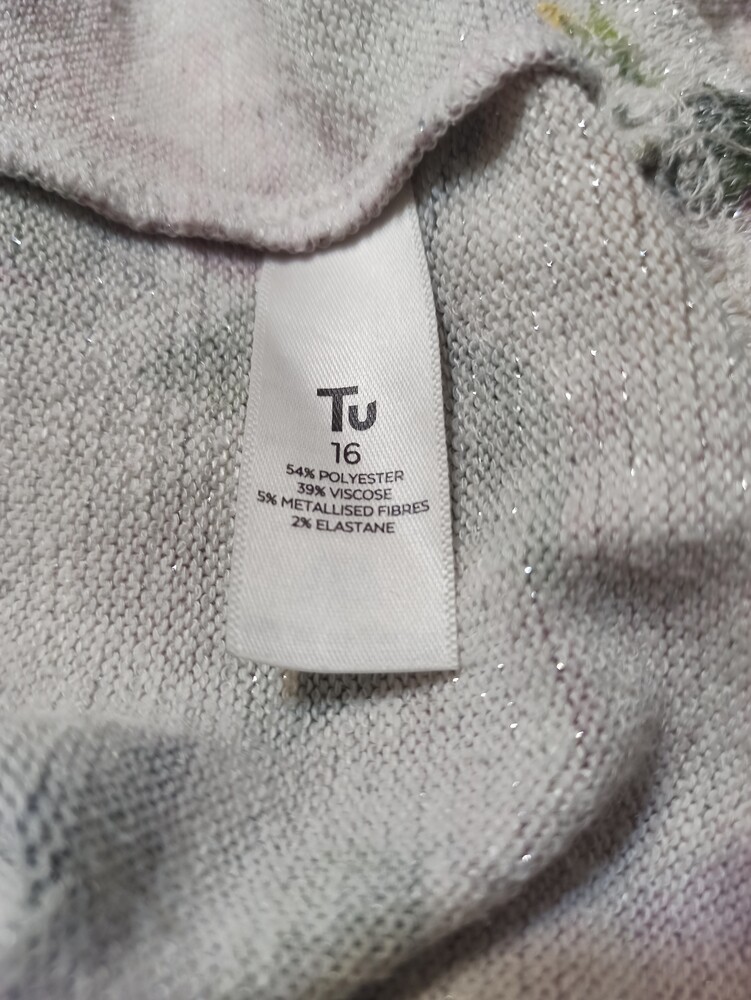 Tu
16
54% POLYESTER
39% VISCOSE
5% METALLISED FIBRES
2% ELASTANE